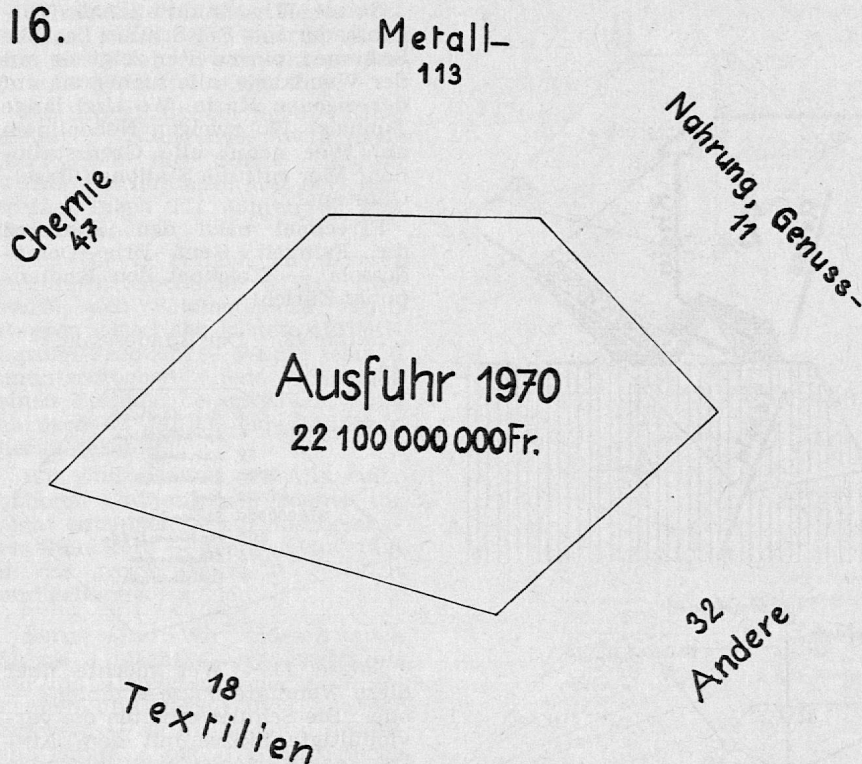 16.
Metall-
113
Nahrung, Genuss-
11
Chemie
47
Ausfuhr 1970
22 100 000 000 Fr.
32
Andere
18
Textilien